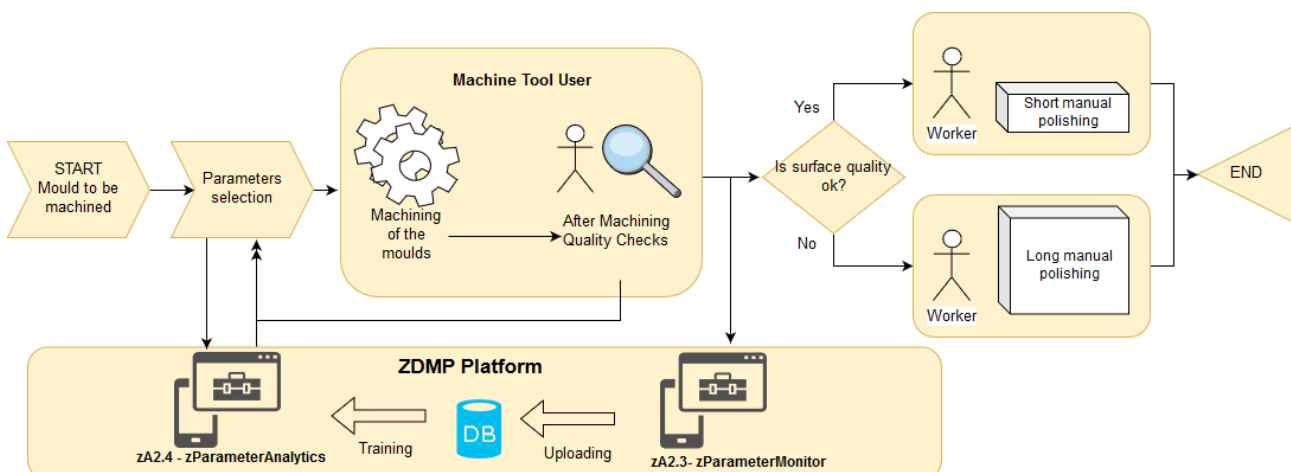 START
Mould to be
machined
Parameters
selection
Machine Tool User
Machining
of the
moulds
After Machining
Quality Checks
Is surface quality
ok?
Yes
No
Worker
Short manual
polishing
Worker
Long manual
polishing
END
ZDMP Platform
zA2.4 - zParameterAnalytics
Training
DB
Uploading
zA2.3- zParameterMonitor